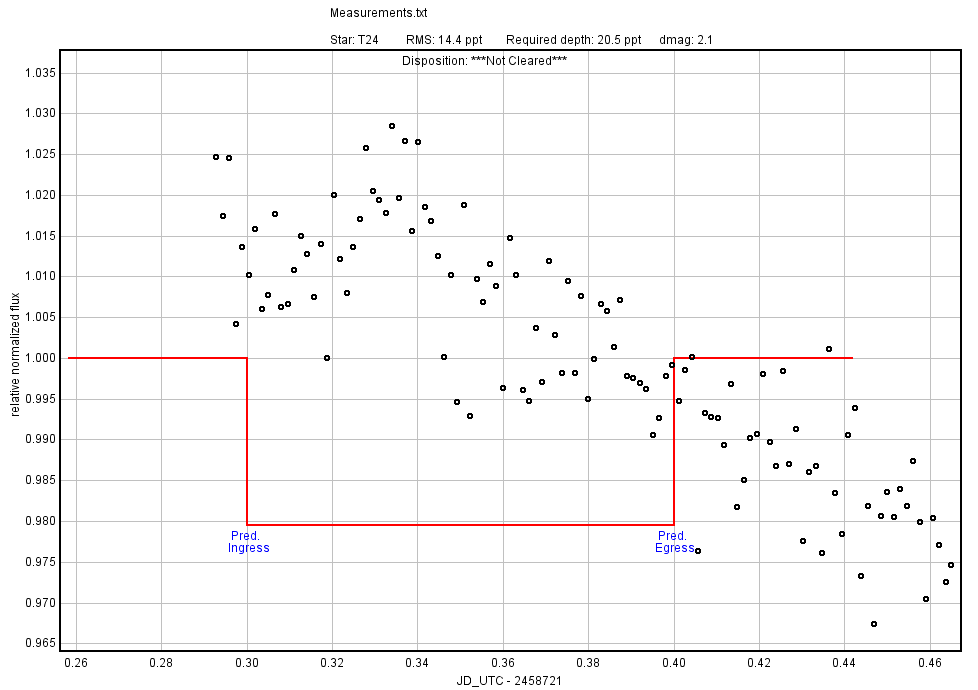 Measurements.txt
Star: T24 RMS: 14.4 ppt Required depth: 20.5 ppt dmag: 2.1
Disposition: ***Not Cleared***
1.035
1.030
1.025
1.020
1.015
1.010
1.005
1.000
0.995
0.990
0.985
0.980
0.975
0.970
0.965
relative normalized flux
Pred.
Ingress
Pred.
Egress
0.26 0.28 0.30 0.32 0.34 0.36 0.38 0.40 0.42 0.44 0.46
JD_UTC - 2458721